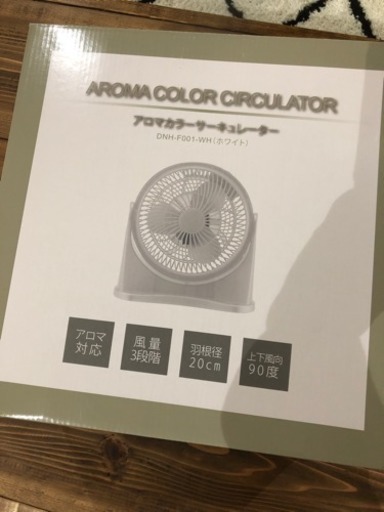 AROMA COLOR CIRCULATOR
アロマカラーサーキュレーター
DNH-F001-WH（ホワイト）
アロマ
対応
風量
3段階
羽根径
20cm
上下風向
90度